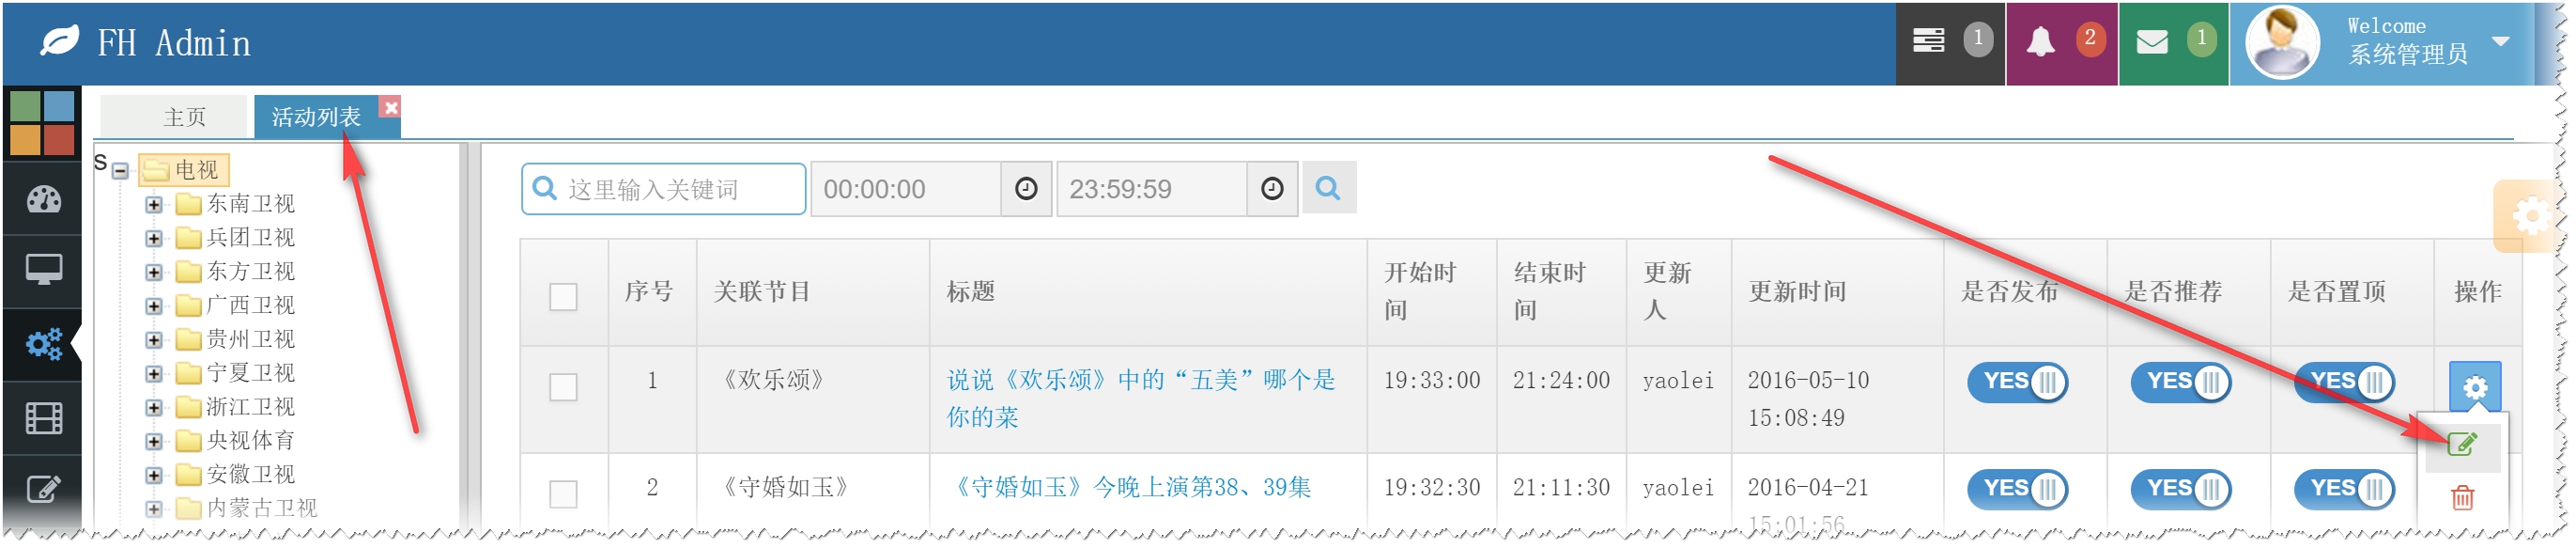 FH Admin
1
2
1
Welcome
系统管理员
主页
活动列表
S
电视
东南卫视
兵团卫视
东方卫视
广西卫视
贵州卫视
宁夏卫视
浙江卫视
央视体育
安徽卫视
内蒙古卫视
这里输入关键词
00:00:00
23:59:59
序号 关联节目 标题 开始时间 结束时间 更新人 更新时间 是否发布 是否推荐 是否置顶 操作
1 《欢乐颂》 说说《欢乐颂》中的“五美”哪个是 19:33:00 21:24:00 yaolei 2016-05-10 YES YES YES
你的菜 15:08:49
2 《守婚如玉》 《守婚如玉》今晚上演第38、39集 19:32:30 21:11:30 yaolei 2016-04-21 YES YES YES
15:01:56